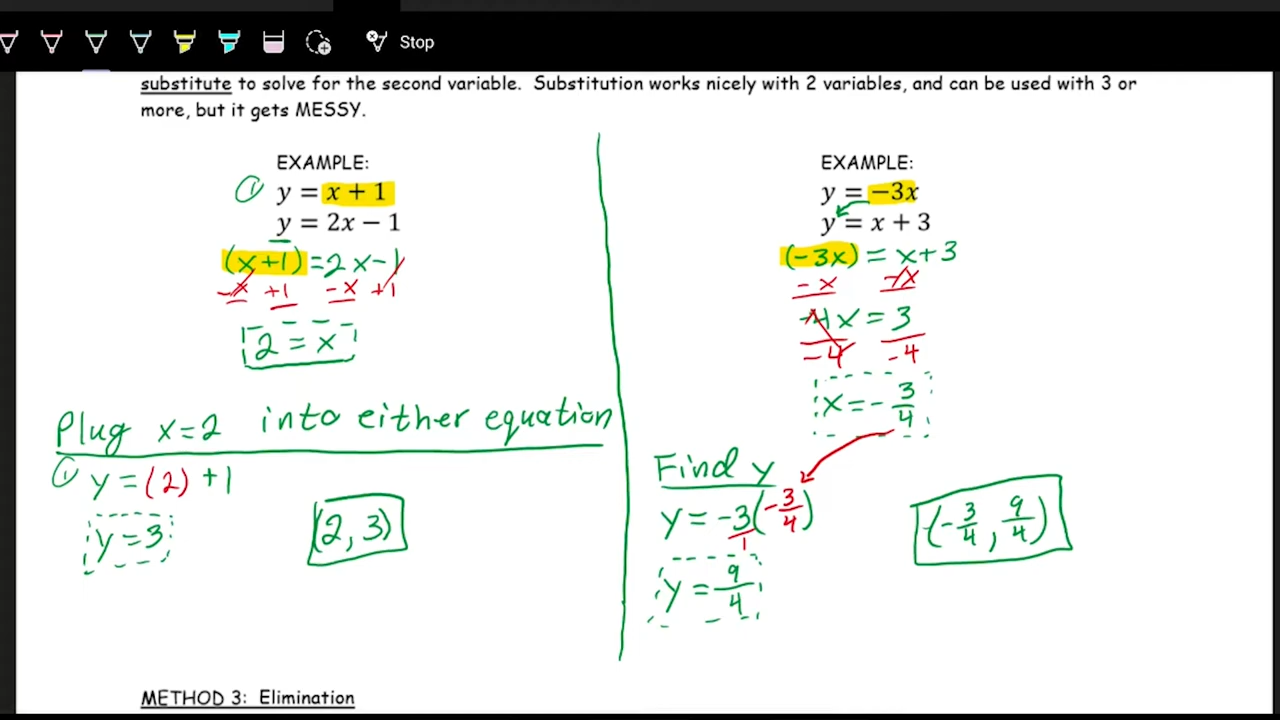 Stop
substitute to solve for the second variable. Substitution works nicely with 2 variables, and can be used with 3 or
more, but it gets MESSY.
EXAMPLE:
① y = x + 1
y = 2x − 1
(x+1) = 2x-1
-x +1 -x +1
2 = x
Plug x=2 into either equation
① y = (2) +1
y = 3
(2, 3)
EXAMPLE:
y = −3x
y = x + 3
(-3x) = x+3
-x -x
-4x = 3
-4 -4
x = - 3/4
Find y
y = -3(-3/4)
1
y = 9/4
(-3/4, 9/4)
METHOD 3: Elimination